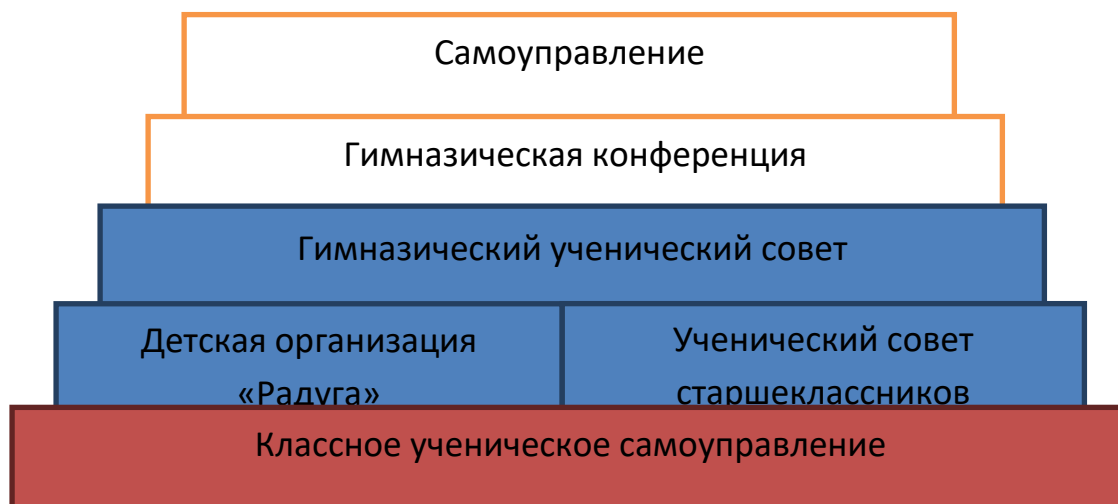 Самоуправление
Гимназическая конференция
Гимназический ученический совет
Детская организация
«Радуга»
Ученический совет
старшеклассников
Классное ученическое самоуправление